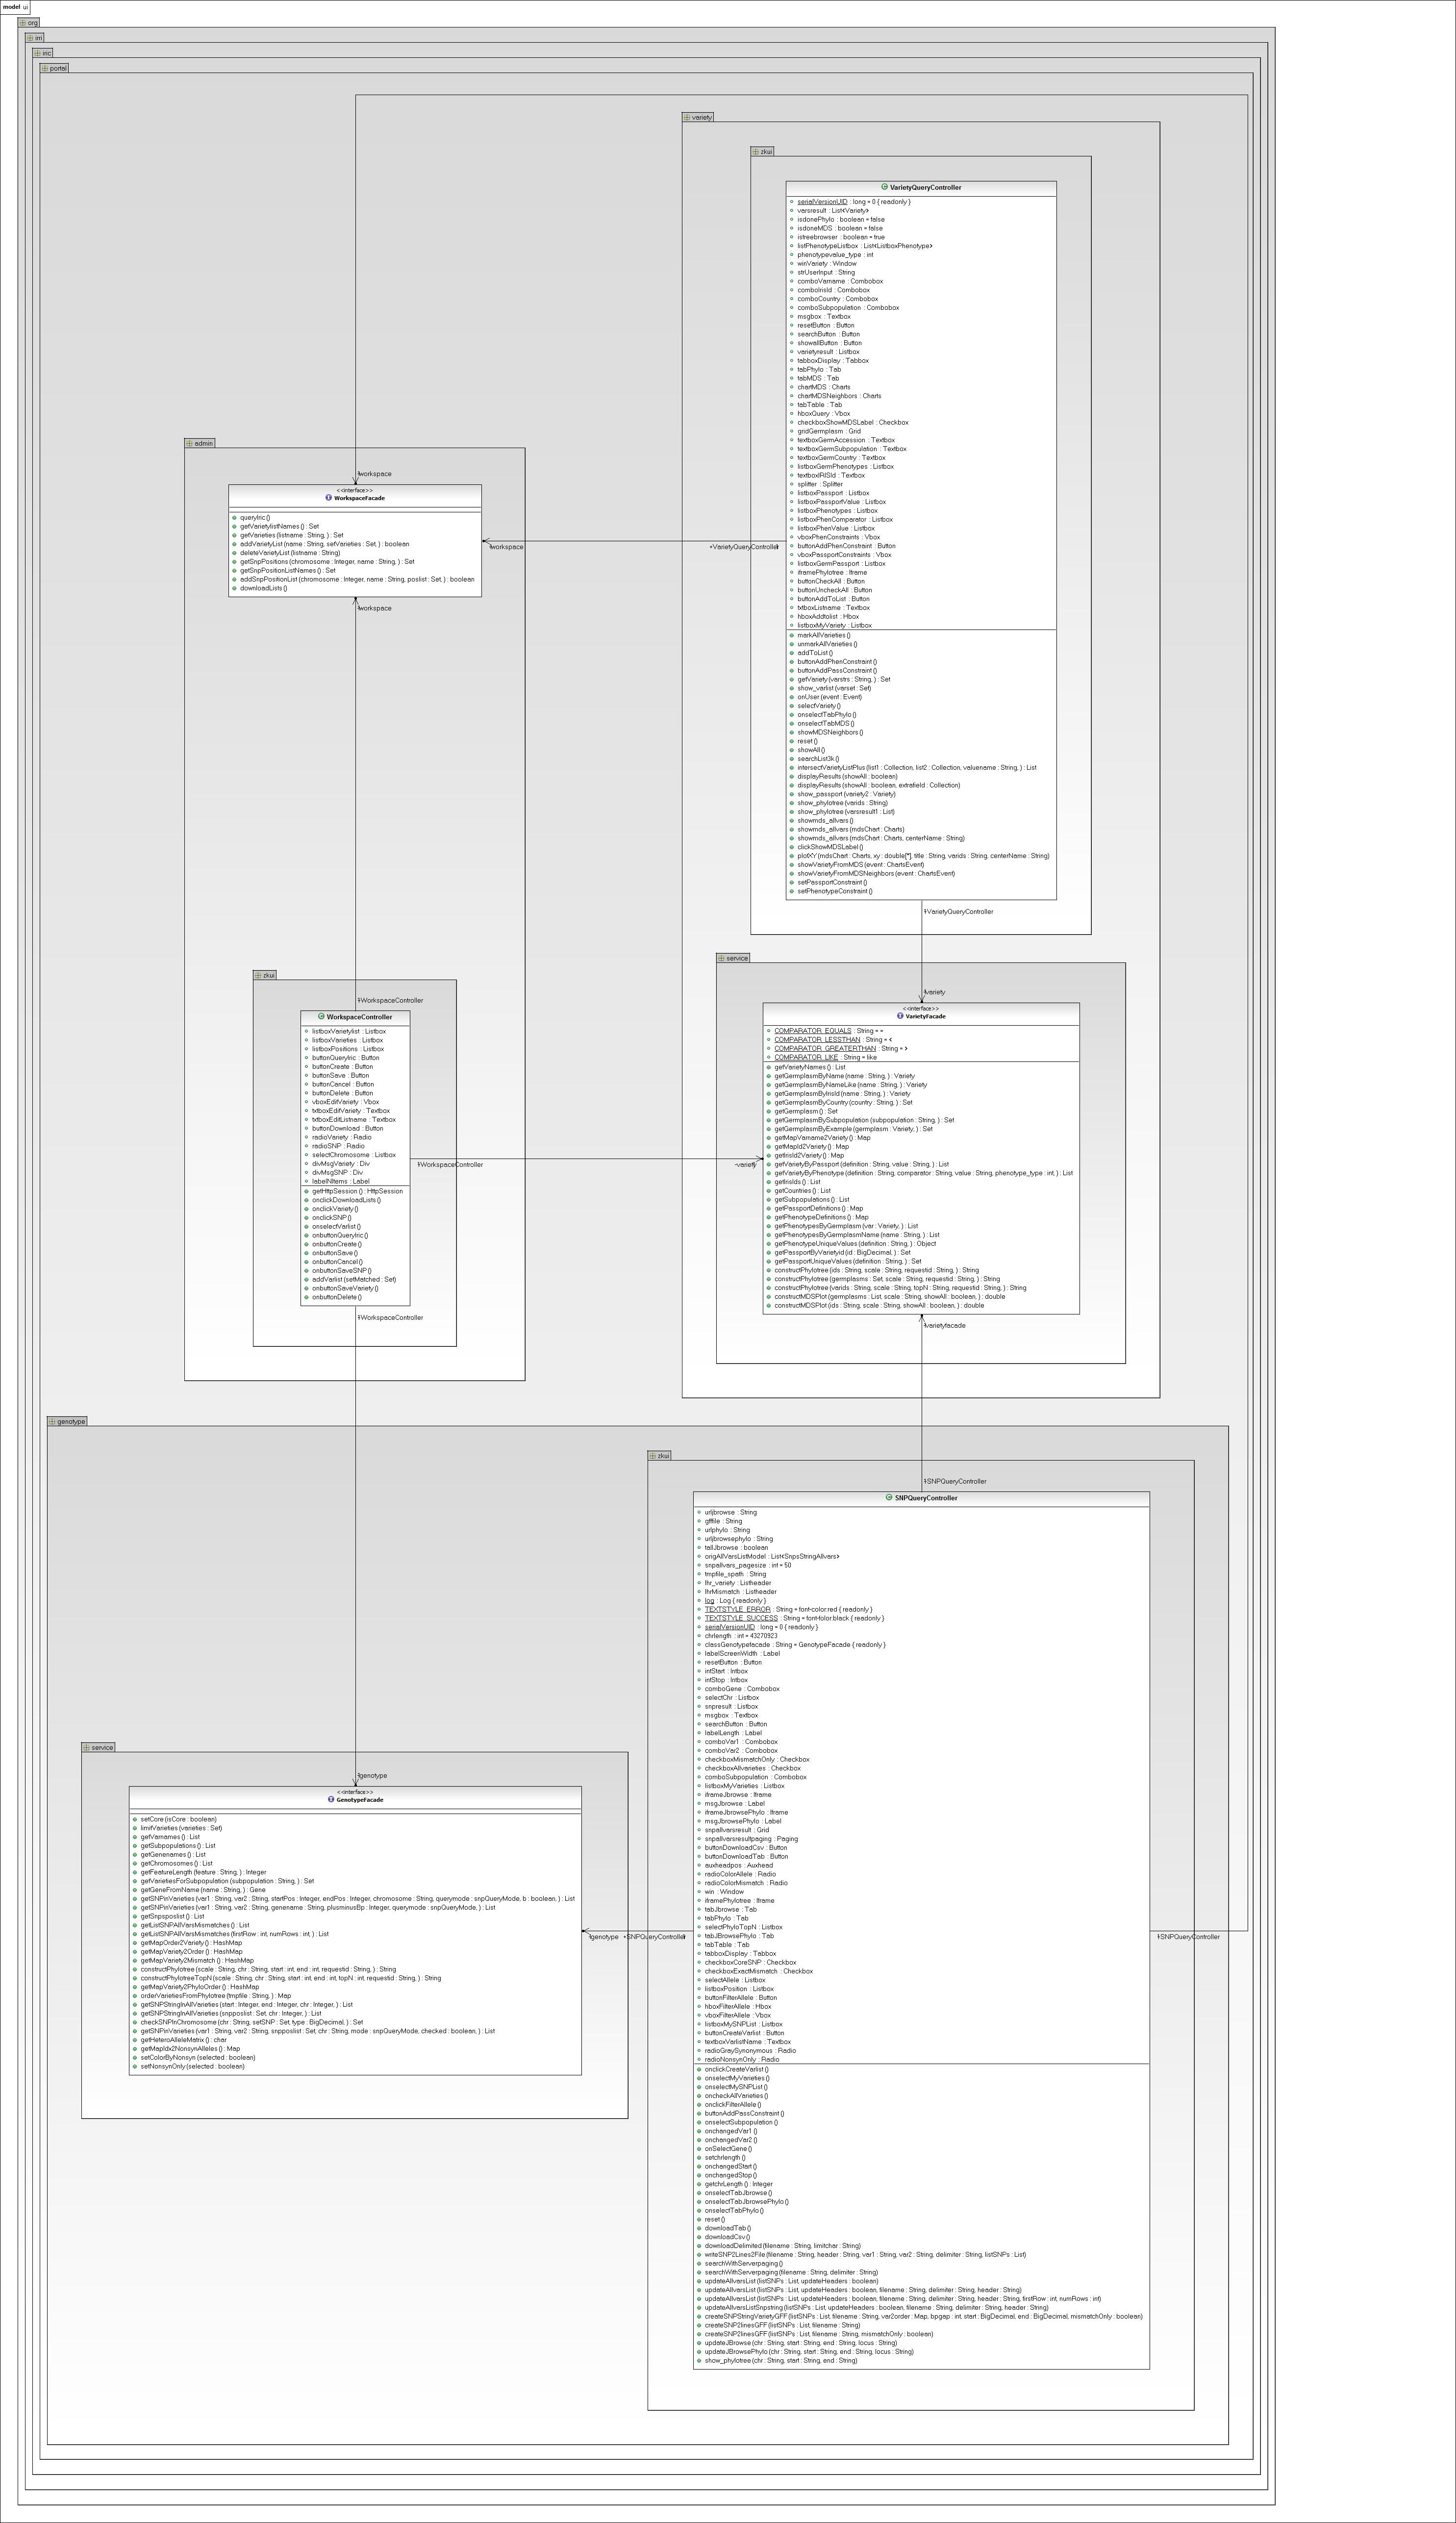 model ui
org
irri
iric
portal
variety
zkui
VarietyQueryController
serialVersionUID : long = 0 { readonly }
varsresult : List<Variety>
isdonePhylo : boolean = false
isdoneMDS : boolean = false
istreebrowser : boolean = true
listPhenotypeListbox : List<ListboxPhenotype>
phenotypevalue_type : int
winVariety : Window
strUserInput : String
comboVarname : Combobox
comboIrisId : Combobox
comboCountry : Combobox
comboSubpopulation : Combobox
msgbox : Textbox
resetButton : Button
searchButton : Button
showallButton : Button
varietyresult : Listbox
tabboxDisplay : Tabbox
tabPhylo : Tab
tabMDS : Tab
chartMDS : Charts
chartMDSNeighbors : Charts
tabTable : Tab
hboxQuery : Vbox
checkboxShowMDSLabel : Checkbox
gridGermplasm : Grid
textboxGermAccession : Textbox
textboxGermSubpopulation : Textbox
textboxGermCountry : Textbox
listboxGermPhenotypes : Listbox
textboxIRISId : Textbox
splitter : Splitter
listboxPassport : Listbox
listboxPassportValue : Listbox
listboxPhenotypes : Listbox
listboxPhenComparator : Listbox
listboxPhenValue : Listbox
vboxPhenConstraints : Vbox
buttonAddPhenConstraint : Button
vboxPassportConstraints : Vbox
listboxGermPassport : Listbox
iframePhylotree : Iframe
buttonCheckAll : Button
buttonUncheckAll : Button
buttonAddToList : Button
txtboxListname : Textbox
hboxAddtolist : Hbox
listboxMyVariety : Listbox
markAllVarieties ()
unmarkAllVarieties ()
addToList ()
buttonAddPhenConstraint ()
buttonAddPassConstraint ()
getVariety (varstrs : String, ) : Set
show_varlist (varset : Set)
onUser (event : Event)
selectVariety ()
onselectTabPhylo ()
onselectTabMDS ()
showMDSNeighbors ()
reset ()
showAll ()
searchList3k ()
intersectVarietyListPlus (list1 : Collection, list2 : Collection, valuename : String, ) : List
displayResults (showAll : boolean)
displayResults (showAll : boolean, extrafield : Collection)
show_passport (variety2 : Variety)
show_phylotree (varids : String)
show_phylotree (varsresult1 : List)
showmds_allvars ()
showmds_allvars (mdsChart : Charts)
showmds_allvars (mdsChart : Charts, centerName : String)
clickShowMDSLabel ()
plotXY (mdsChart : Charts, xy : double[*], title : String, varids : String, centerName : String)
showVarietyFromMDS (event : ChartsEvent)
showVarietyFromMDSNeighbors (event : ChartsEvent)
setPassportConstraint ()
setPhenotypeConstraint ()
-VarietyQueryController
-VarietyQueryController
admin
-workspace
<<interface>>
WorkspaceFacade
queryIric ()
getVarietylistNames () : Set
getVarieties (listname : String, ) : Set
addVarietyList (name : String, setVarieties : Set, ) : boolean
deleteVarietyList (listname : String)
getSnpPositions (chromosome : Integer, name : String, ) : Set
getSnpPositionListNames () : Set
addSnpPositionList (chromosome : Integer, name : String, poslist : Set, ) : boolean
downloadLists ()
-workspace
-workspace
zkui
-WorkspaceController
WorkspaceController
listboxVarietylist : Listbox
listboxVarieties : Listbox
listboxPositions : Listbox
buttonQueryIric : Button
buttonCreate : Button
buttonSave : Button
buttonCancel : Button
buttonDelete : Button
vboxEditVariety : Vbox
txtboxEditVariety : Textbox
txtboxEditListname : Textbox
buttonDownload : Button
radioVariety : Radio
radioSNP : Radio
selectChromosome : Listbox
divMsgVariety : Div
divMsgSNP : Div
labelNItems : Label
getHttpSession () : HttpSession
onclickDownloadLists ()
onclickVariety ()
onclickSNP ()
onselectVarlist ()
onbuttonQueryIric ()
onbuttonCreate ()
onbuttonSave ()
onbuttonCancel ()
onbuttonSaveSNP ()
addVarlist (setMatched : Set)
onbuttonSaveVariety ()
onbuttonDelete ()
-WorkspaceController
-WorkspaceController
service
-variety
<<interface>>
VarietyFacade
COMPARATOR_EQUALS : String = =
COMPARATOR_LESSTHAN : String = <
COMPARATOR_GREATERTHAN : String = >
COMPARATOR_LIKE : String = like
getVarietyNames () : List
getGermplasmByName (name : String, ) : Variety
getGermplasmByNameLike (name : String, ) : Variety
getGermplasmByIrisId (name : String, ) : Variety
getGermplasmByCountry (country : String, ) : Set
getGermplasm () : Set
getGermplasmBySubpopulation (subpopulation : String, ) : Set
getGermplasmByExample (germplasm : Variety, ) : Set
getMapVarname2Variety () : Map
getMapId2Variety () : Map
getIrisId2Variety () : Map
getVarietyByPassport (definition : String, value : String, ) : List
getVarietyByPhenotype (definition : String, comparator : String, value : String, phenotype_type : int, ) : List
getIrisIds () : List
getCountries () : List
getSubpopulations () : List
getPassportDefinitions () : Map
getPhenotypeDefinitions () : Map
getPhenotypesByGermplasm (var : Variety, ) : List
getPhenotypesByGermplasmName (name : String, ) : List
getPhenotypeUniqueValues (definition : String, ) : Object
getPassportByVarietyid (id : BigDecimal, ) : Set
getPassportUniqueValues (definition : String, ) : Set
constructPhylotree (ids : String, scale : String, requestid : String, ) : String
constructPhylotree (germplasms : Set, scale : String, requestid : String, ) : String
constructPhylotree (varids : String, scale : String, topN : String, requestid : String, ) : String
constructMDSPlot (germplasms : List, scale : String, showAll : boolean, ) : double
constructMDSPlot (ids : String, scale : String, showAll : boolean, ) : double
-variety
-varietyfacade
genotype
zkui
-SNPQueryController
SNPQueryController
urljbrowse : String
gfffile : String
urlphylo : String
urljbrowsephylo : String
tallJbrowse : boolean
origAllVarsListModel : List<SnpsStringAllvars>
snpallvars_pagesize : int = 50
tmpfile_spath : String
lhr_variety : Listheader
lhrMismatch : Listheader
log : Log { readonly }
TEXTSTYLE_ERROR : String = font-color:red { readonly }
TEXTSTYLE_SUCCESS : String = font-folor:black { readonly }
serialVersionUID : long = 0 { readonly }
chrlength : int = 43270923
classGenotypefacade : String = GenotypeFacade { readonly }
labelScreenWidth : Label
resetButton : Button
intStart : Intbox
intStop : Intbox
comboGene : Combobox
selectChr : Listbox
snpresult : Listbox
msgbox : Textbox
searchButton : Button
labelLength : Label
comboVar1 : Combobox
comboVar2 : Combobox
checkboxMismatchOnly : Checkbox
checkboxAllvarieties : Checkbox
comboSubpopulation : Combobox
listboxMyVarieties : Listbox
iframeJbrowse : Iframe
msgJbrowse : Label
iframeJbrowsePhylo : Iframe
msgJbrowsePhylo : Label
snpallvarsresult : Grid
snpallvarsresultpaging : Paging
buttonDownloadCsv : Button
buttonDownloadTab : Button
auxheadpos : Auxhead
radioColorAllele : Radio
radioColorMismatch : Radio
win : Window
iframePhylotree : Iframe
tabJbrowse : Tab
tabPhylo : Tab
selectPhyloTopN : Listbox
tabJBrowsePhylo : Tab
tabTable : Tab
tabboxDisplay : Tabbox
checkboxCoreSNP : Checkbox
checkboxExactMismatch : Checkbox
selectAllele : Listbox
listboxPosition : Listbox
buttonFilterAllele : Button
hboxFilterAllele : Hbox
vboxFilterAllele : Vbox
listboxMySNPList : Listbox
buttonCreateVarlist : Button
textboxVarlistName : Textbox
radioGraySynonymous : Radio
radioNonsynOnly : Radio
onclickCreateVarlist ()
onselectMyVarieties ()
onselectMySNPList ()
oncheckAllVarieties ()
onclickFilterAllele ()
buttonAddPassConstraint ()
onselectSubpopulation ()
onchangedVar1 ()
onchangedVar2 ()
onSelectGene ()
setchrlength ()
onchangedStart ()
onchangedStop ()
getchrLength () : Integer
onselectTabJbrowse ()
onselectTabJbrowsePhylo ()
onselectTabPhylo ()
reset ()
downloadTab ()
downloadCsv ()
downloadDelimited (filename : String, limitchar : String)
writeSNP2Lines2File (filename : String, header : String, var1 : String, var2 : String, delimiter : String, listSNPs : List)
searchWithServerpaging ()
searchWithServerpaging (filename : String, delimiter : String)
updateAllvarsList (listSNPs : List, updateHeaders : boolean)
updateAllvarsList (listSNPs : List, updateHeaders : boolean, filename : String, delimiter : String, header : String)
updateAllvarsList (listSNPs : List, updateHeaders : boolean, filename : String, delimiter : String, header : String, firstRow : int, numRows : int)
updateAllvarsListSnpstring (listSNPs : List, updateHeaders : boolean, filename : String, delimiter : String, header : String)
createSNPStringVarietyGFF (listSNPs : List, filename : String, var2order : Map, bpgap : int, start : BigDecimal, end : BigDecimal, mismatchOnly : boolean)
createSNP2linesGFF (listSNPs : List, filename : String)
createSNP2linesGFF (listSNPs : List, filename : String, mismatchOnly : boolean)
updateJBrowse (chr : String, start : String, end : String, locus : String)
updateJBrowsePhylo (chr : String, start : String, end : String, locus : String)
show_phylotree (chr : String, start : String, end : String)
-SNPQueryController
-SNPQueryController
service
-genotype
<<interface>>
GenotypeFacade
setCore (isCore : boolean)
limitVarieties (varieties : Set)
getVarnames () : List
getSubpopulations () : List
getGenenames () : List
getChromosomes () : List
getFeatureLength (feature : String, ) : Integer
getVarietiesForSubpopulation (subpopulation : String, ) : Set
getGeneFromName (name : String, ) : Gene
getSNPinVarieties (var1 : String, var2 : String, startPos : Integer, endPos : Integer, chromosome : String, querymode : snpQueryMode, b : boolean, ) : List
getSNPinVarieties (var1 : String, var2 : String, genename : String, plusminusBp : Integer, querymode : snpQueryMode, ) : List
getSnpsposlist () : List
getListSNPAllVarsMismatches () : List
getListSNPAllVarsMismatches (firstRow : int, numRows : int, ) : List
getMapOrder2Variety () : HashMap
getMapVariety2Order () : HashMap
getMapVariety2Mismatch () : HashMap
constructPhylotree (scale : String, chr : String, start : int, end : int, requestid : String, ) : String
constructPhylotreeTopN (scale : String, chr : String, start : int, end : int, topN : int, requestid : String, ) : String
getMapVariety2PhyloOrder () : HashMap
orderVarietiesFromPhylotree (tmpfile : String, ) : Map
getSNPStringInAllVarieties (start : Integer, end : Integer, chr : Integer, ) : List
getSNPStringInAllVarieties (snpposlist : Set, chr : Integer, ) : List
checkSNPInChromosome (chr : String, setSNP : Set, type : BigDecimal, ) : Set
getSNPinVarieties (var1 : String, var2 : String, snpposlist : Set, chr : String, mode : snpQueryMode, checked : boolean, ) : List
getHeteroAlleleMatrix () : char
getMapIdx2NonsynAlleles () : Map
setColorByNonsyn (selected : boolean)
setNonsynOnly (selected : boolean)
-genotype